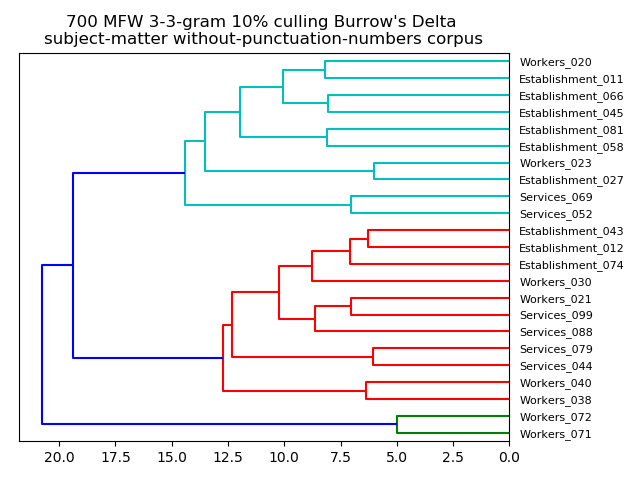 700 MFW 3-3-gram 10% culling Burrow's Delta
subject-matter without-punctuation-numbers corpus
Workers_020
Establishment_011
Establishment_066
Establishment_045
Establishment_081
Establishment_058
Workers_023
Establishment_027
Services_069
Services_052
Establishment_043
Establishment_012
Establishment_074
Workers_030
Workers_021
Services_099
Services_088
Services_079
Services_044
Workers_040
Workers_038
Workers_072
Workers_071
20.0 17.5 15.0 12.5 10.0 7.5 5.0 2.5 0.0